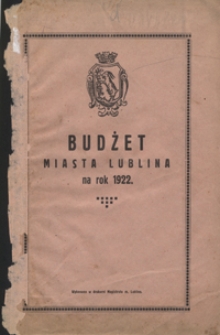 BUDŻET
MIASTA LUBLINA
na rok 1922.